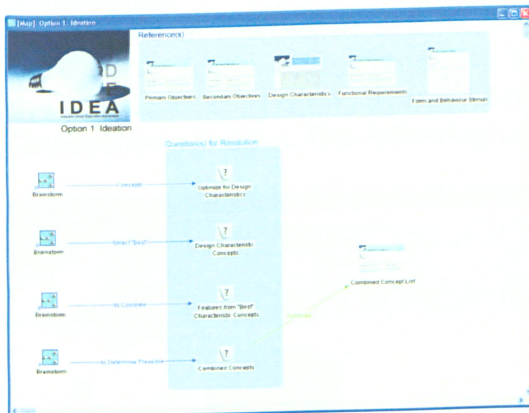 [Map]: Option 1: Ideation
Reference(s)
IDEA
Option 1: Ideation
Primary Objectives
Secondary Objectives
Design Characteristics
Functional Requirements
Form and Behaviour Stimuli
Question(s) for Resolution
Brainstorm
Concepts
Optimize for Design
Characteristics
Brainstorm
Select "Best"
Design Characteristic
Concepts
Brainstorm
to Combine
Features from "Best"
Characteristic Concepts
Brainstorm
to Determine Possible
Combined Concepts
Combined Concept List